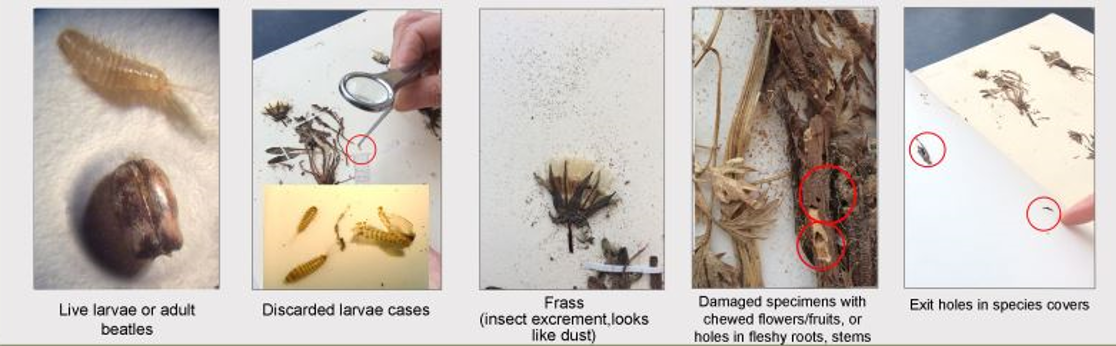 Live larvae or adult
beatles
Discarded larvae cases
Frass
(insect excrement,looks
like dust)
Damaged specimens with
chewed flowers/fruits, or
holes in fleshy roots, stems
Exit holes in species covers